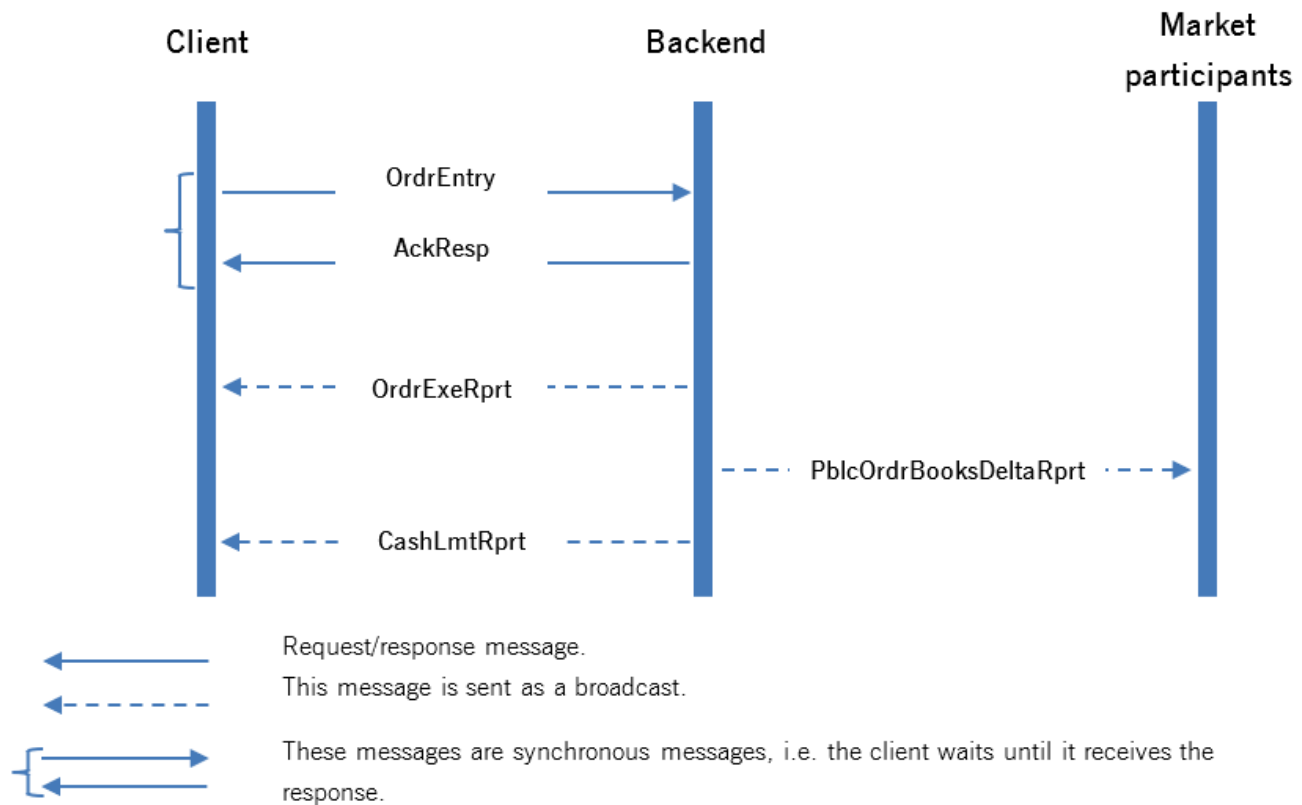 Client
Backend
Market
participants
OrdrEntry
AckResp
OrdrExeRprt
PblcOrdrBooksDeltaRprt
CashLmtRprt
Request/response message.
This message is sent as a broadcast.
These messages are synchronous messages, i.e. the client waits until it receives the
response.